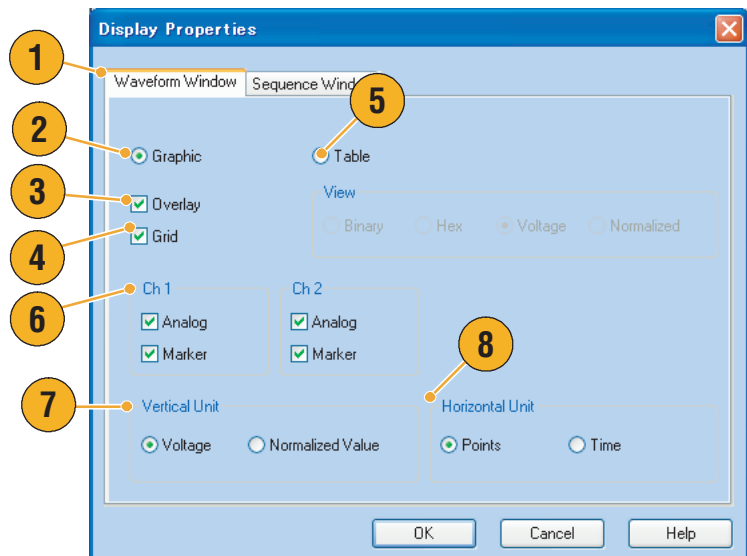 Display Properties
1
Waveform Window
Sequence Wind
5
2
Graphic
Table
3
Overlay
View
Binary Hex Voltage Normalized
4
Grid
6
Ch 1
Ch 2
Analog
Analog
Marker
Marker
8
7
Vertical Unit
Horizontal Unit
Voltage Normalized Value
Points Time
OK Cancel Help